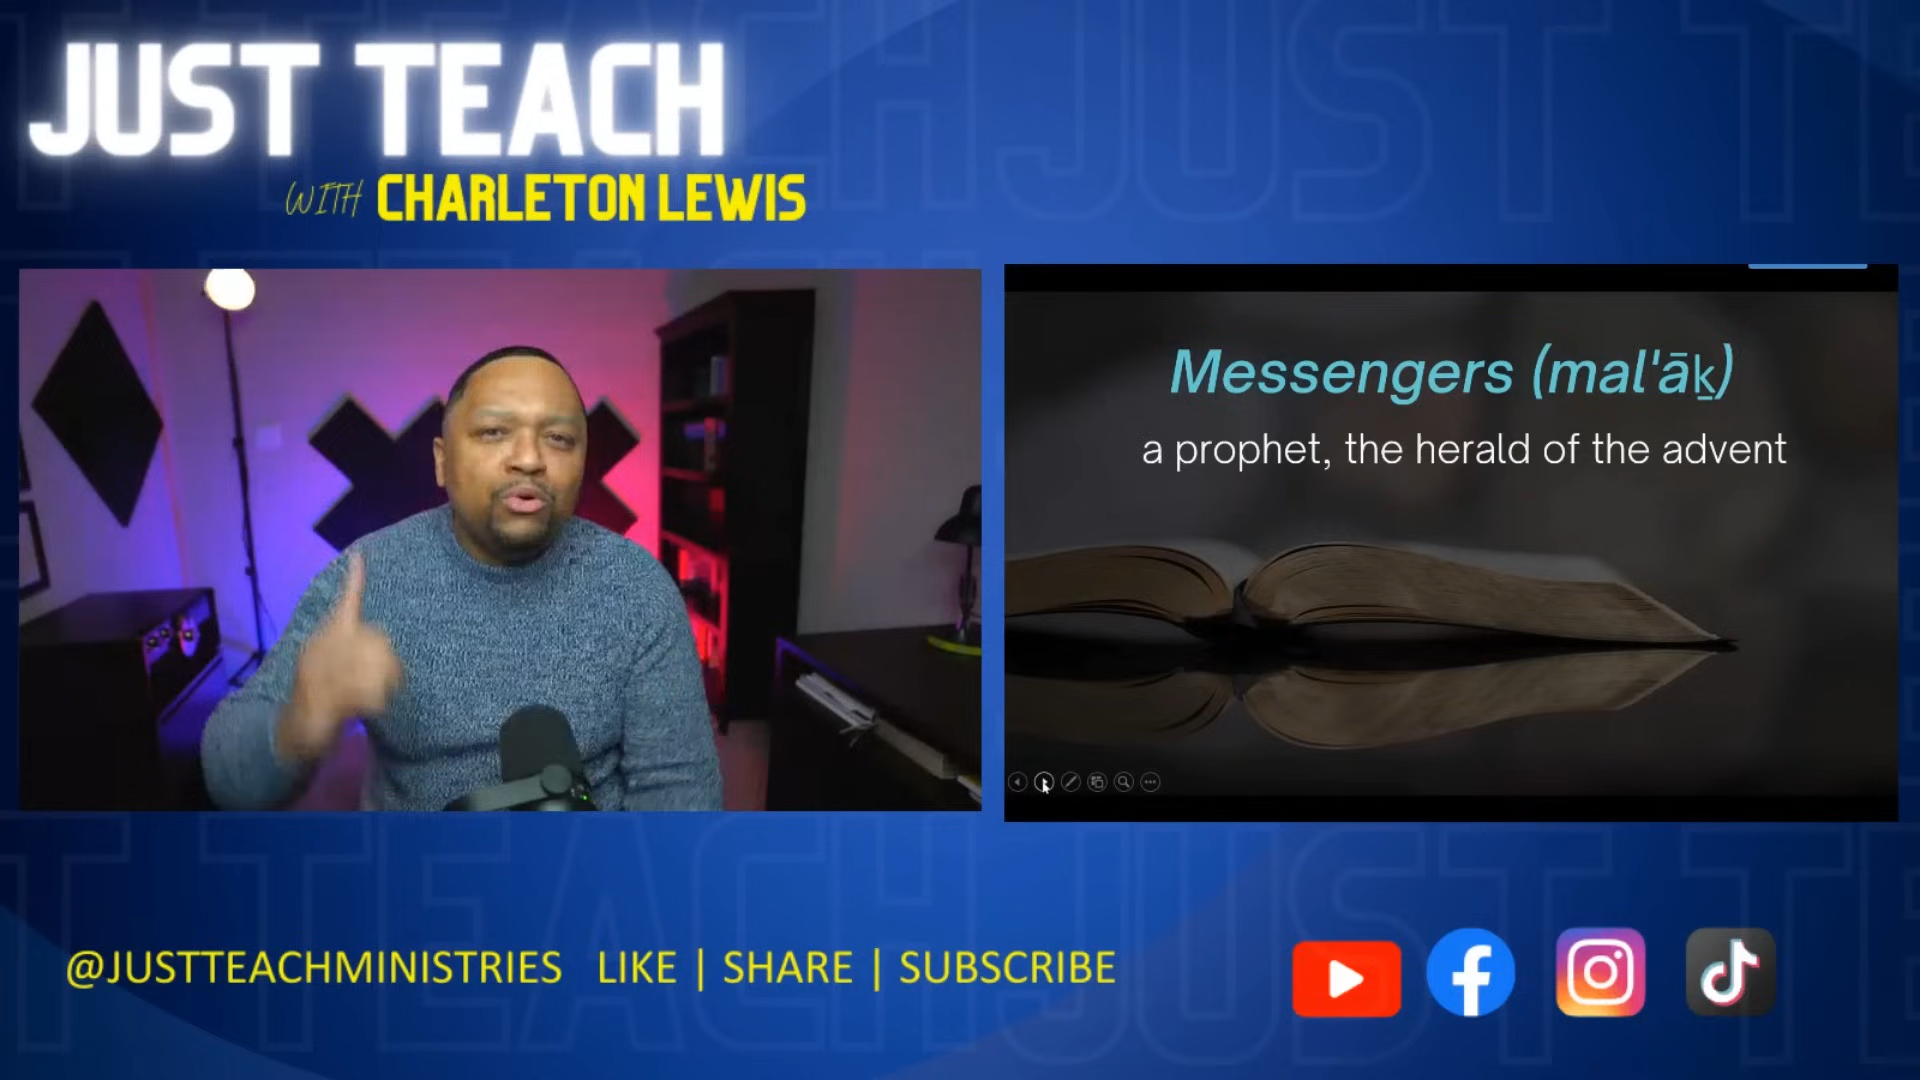 JUST TEACH
WITH CHARLETON LEWIS
Messengers (mal'āḵ)
a prophet, the herald of the advent
@JUSTTEACHMINISTRIES LIKE | SHARE | SUBSCRIBE